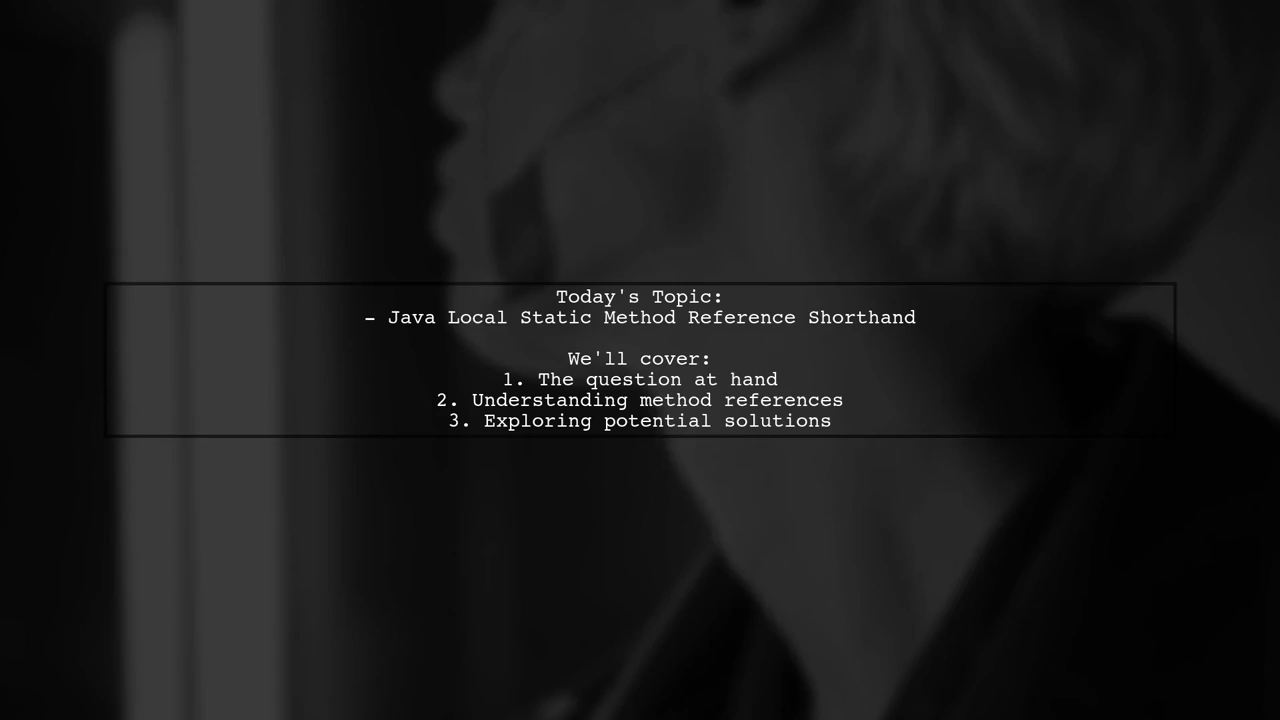 Today's Topic:
- Java Local Static Method Reference Shorthand
We'll cover:
1. The question at hand
2. Understanding method references
3. Exploring potential solutions